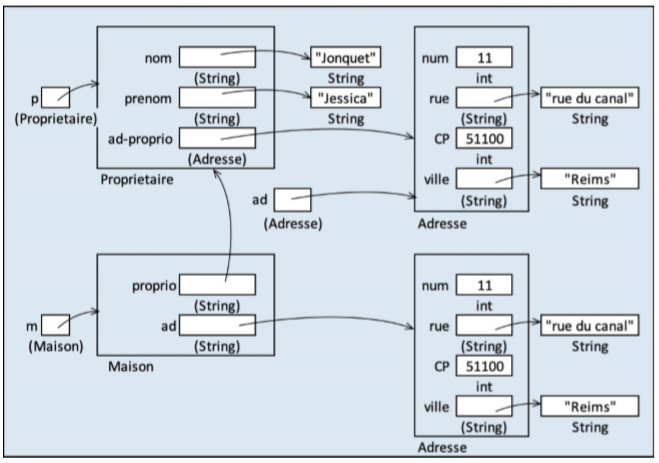 nom
"Jonquet"
(String)
String
p
(Proprietaire)
prenom
"Jessica"
(String)
String
ad-proprio
(Adresse)
Proprietaire
num 11
int
rue
"rue du canal"
(String)
String
CP 51100
int
ville
"Reims"
(String)
String
Adresse
ad
(Adresse)
proprio
(String)
m
(Maison)
ad
(String)
Maison
num 11
int
rue
"rue du canal"
(String)
String
CP 51100
int
ville
"Reims"
(String)
String
Adresse